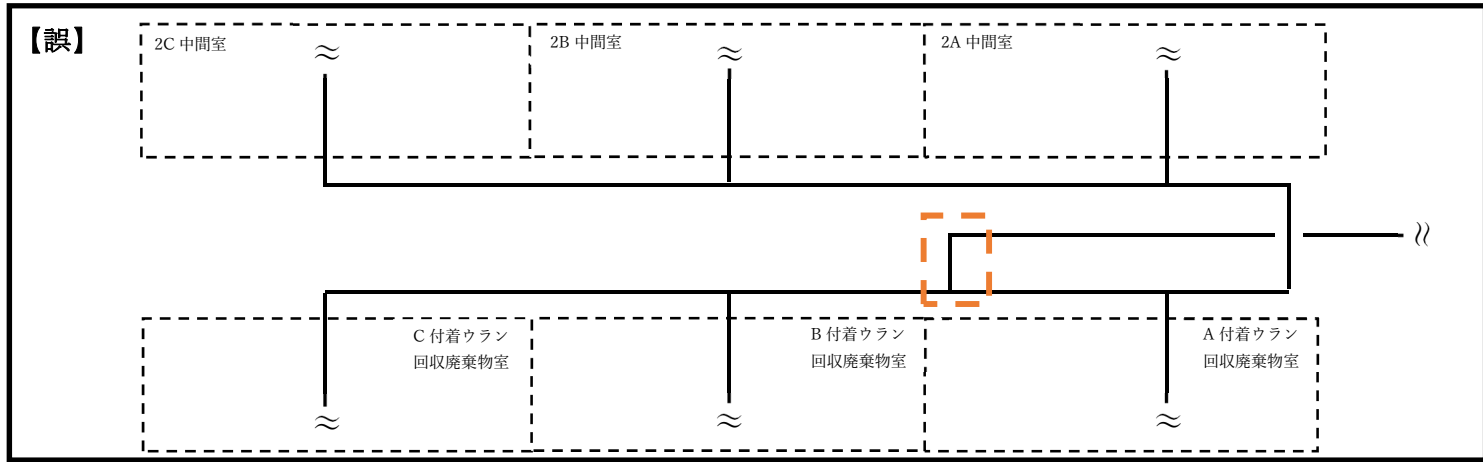 【誤】
2C 中間室
2B 中間室
2A 中間室
C 付着ウラン
回収廃棄物室
B 付着ウラン
回収廃棄物室
A 付着ウラン
回収廃棄物室